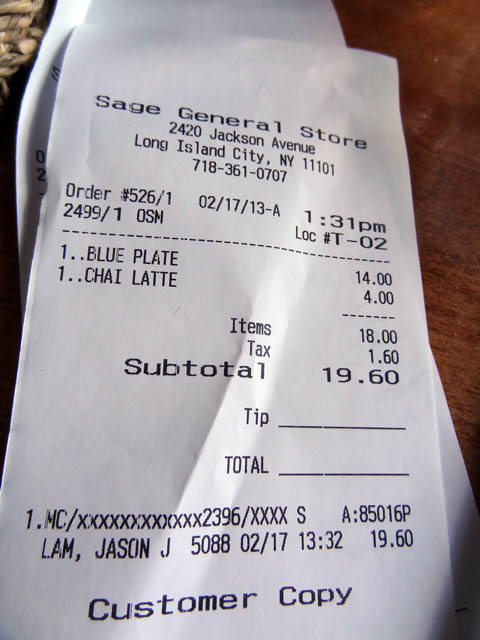 Sage General Store
2420 Jackson Avenue
Long Island City, NY 11101
718-361-0707
Order #526/1 02/17/13-A 1:31pm
2499/1 OSM Loc #T-02
1..BLUE PLATE 14.00
1..CHAI LATTE 4.00
Items 18.00
Tax 1.60
Subtotal 19.60
Tip
TOTAL
1.MC/xxxxxxxxxxxx2396/XXXX S A:85016P
LAM, JASON J 5088 02/17 13:32 19.60
Customer Copy